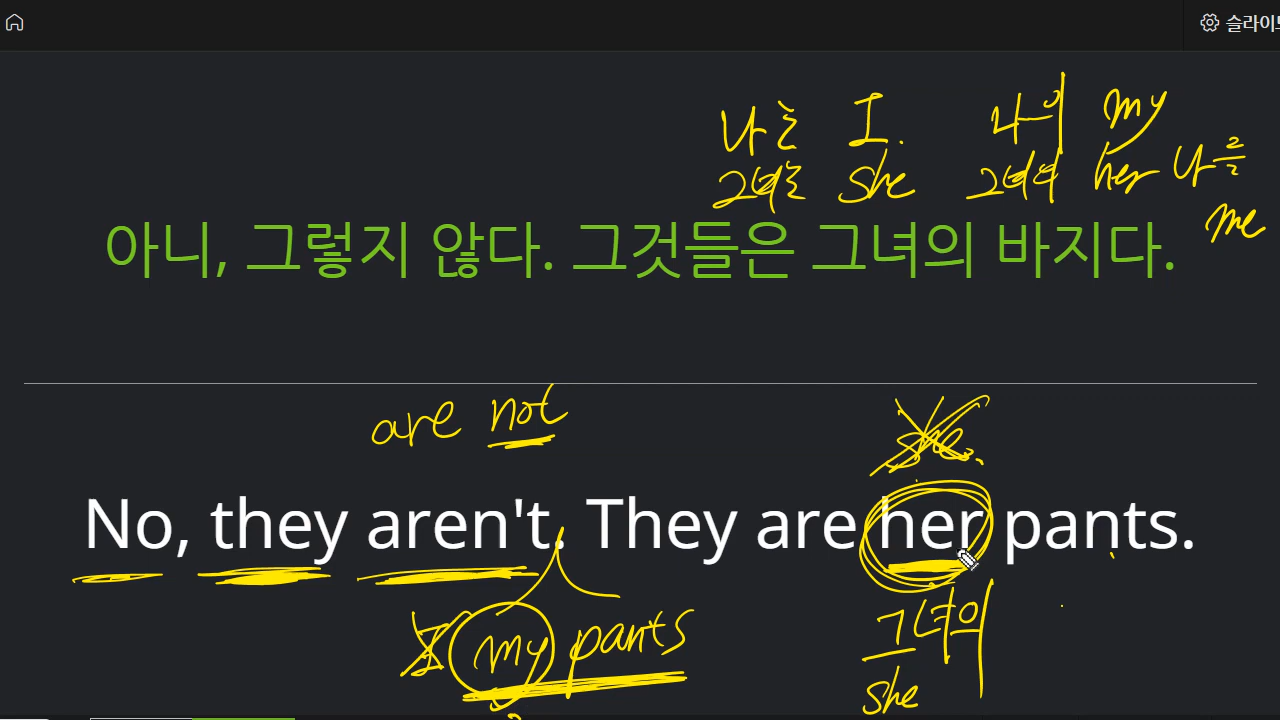 슬라이드
나는 I. 나의 my
그녀는 she 그녀의 her 나를
me
아니, 그렇지 않다. 그것들은 그녀의 바지다.
are not she.
No, they aren't. They are her pants.
I my pants 그녀의
she